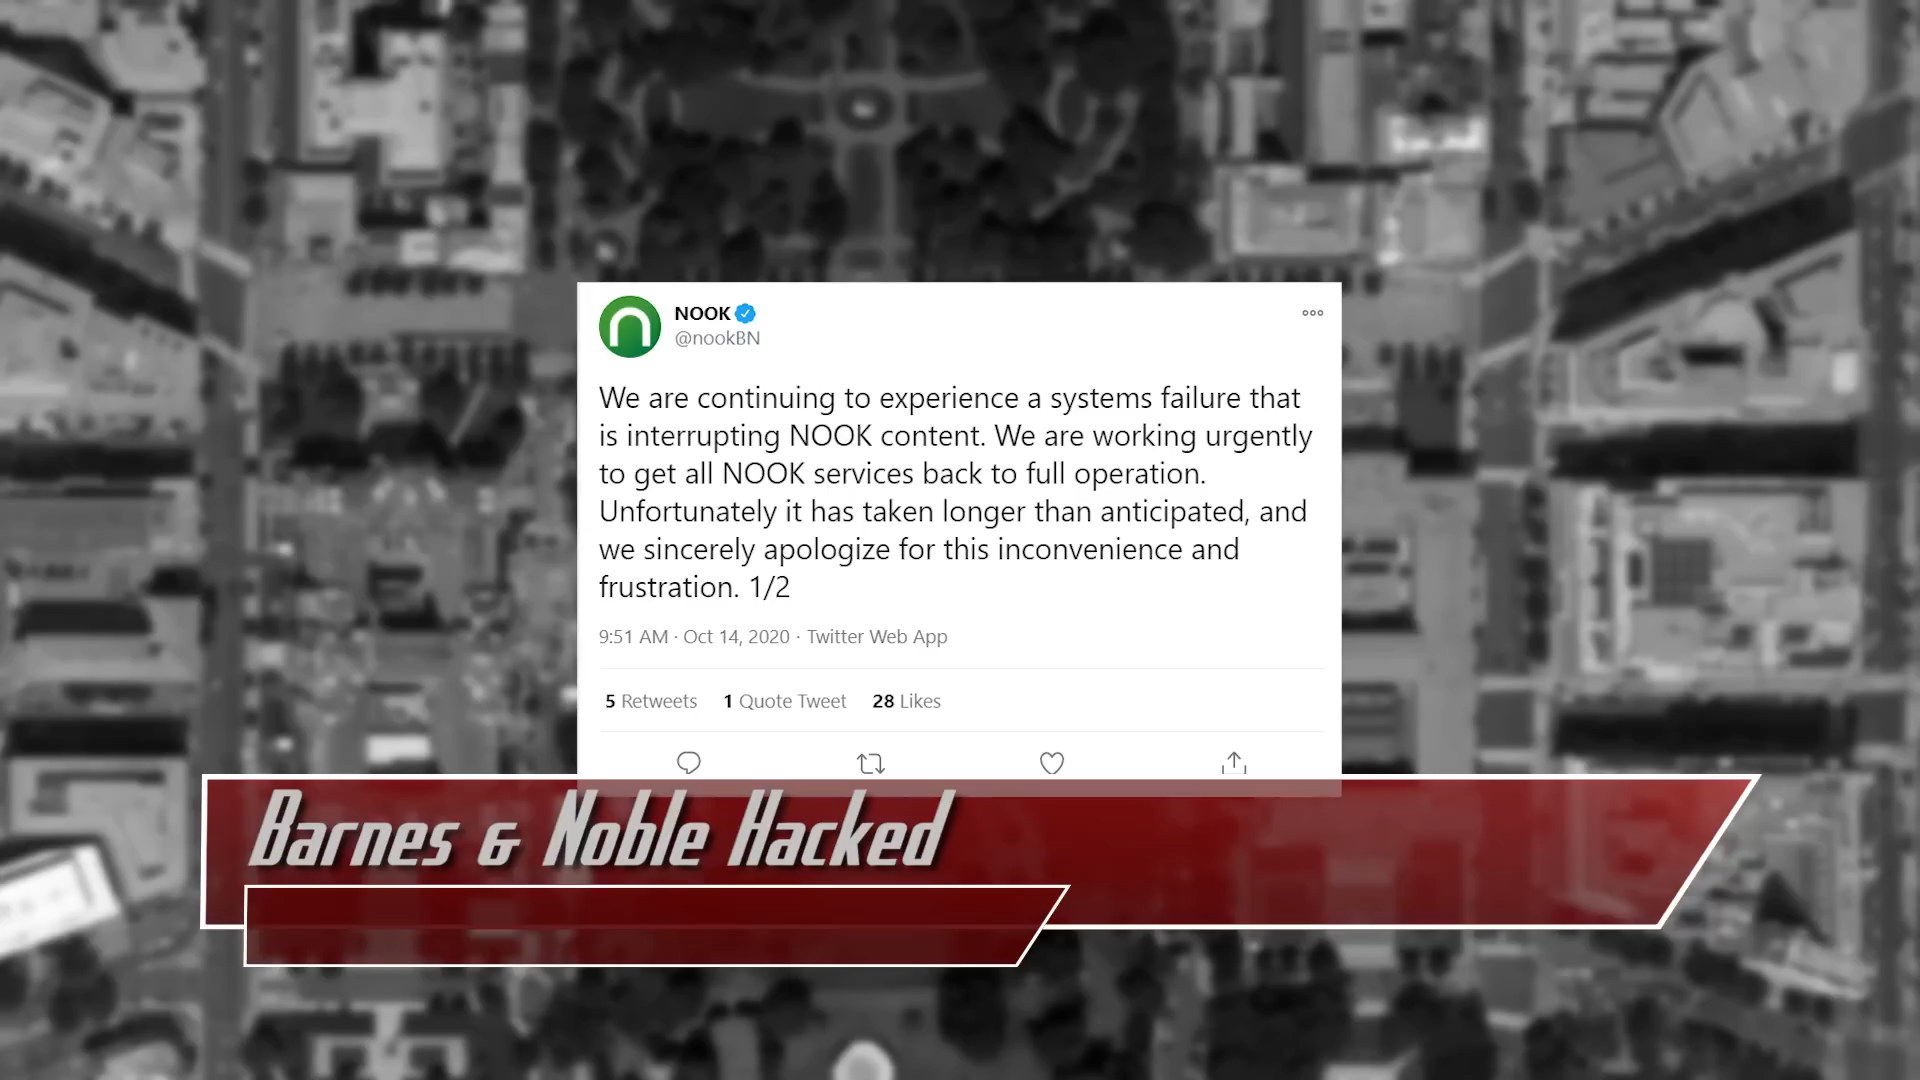 NOOK
@nookBN
We are continuing to experience a systems failure that
is interrupting NOOK content. We are working urgently
to get all NOOK services back to full operation.
Unfortunately it has taken longer than anticipated, and
we sincerely apologize for this inconvenience and
frustration. 1/2
9:51 AM · Oct 14, 2020 · Twitter Web App
5 Retweets 1 Quote Tweet 28 Likes
Barnes & Noble Hacked